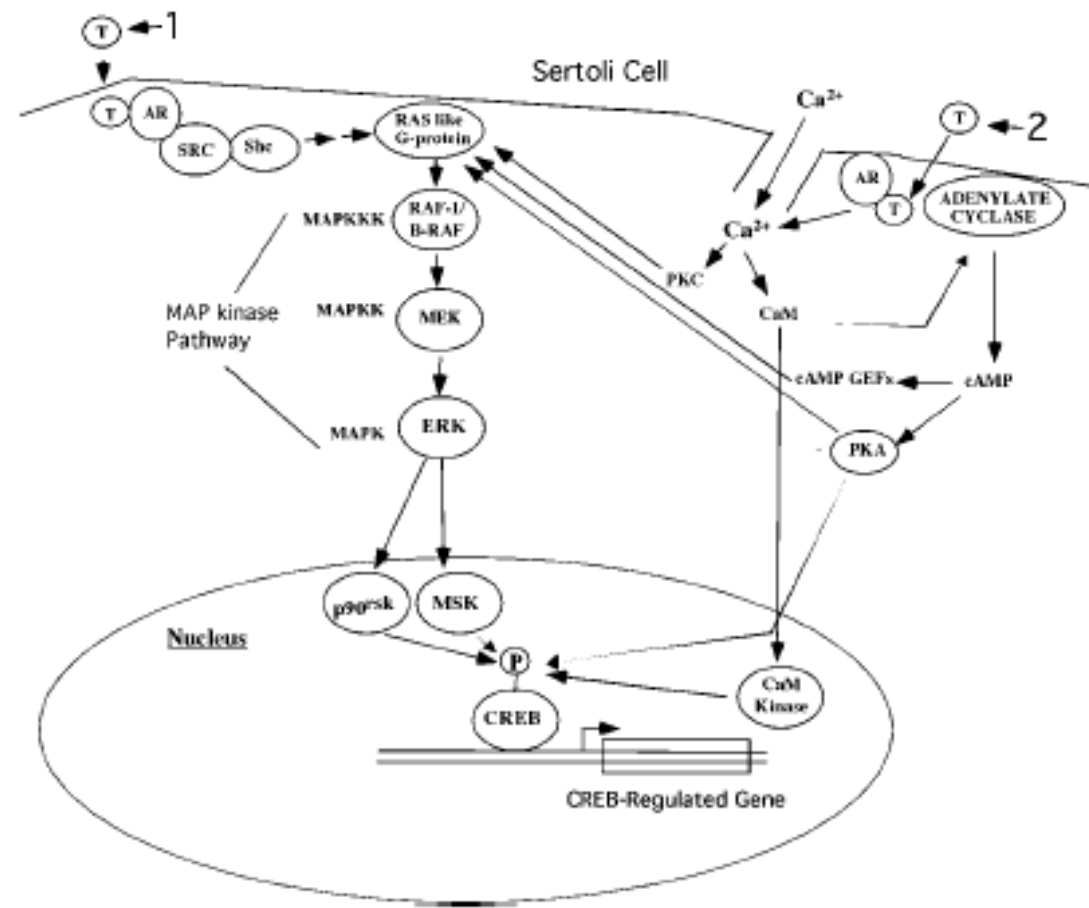 T
1
Sertoli Cell
Ca²⁺
T
2
T
AR
SRC
Shc
RAS like
G-protein
AR
T
ADENYLATE
CYCLASE
MAPKKK
RAF-1/
B-RAF
Ca²⁺
PKC
CaM
MAP kinase
Pathway
MAPKK
MEK
cAMP GEFs
cAMP
MAPK
ERK
PKA
p90rsk
MSK
Nucleus
P
CREB
CaM
Kinase
CREB-Regulated Gene